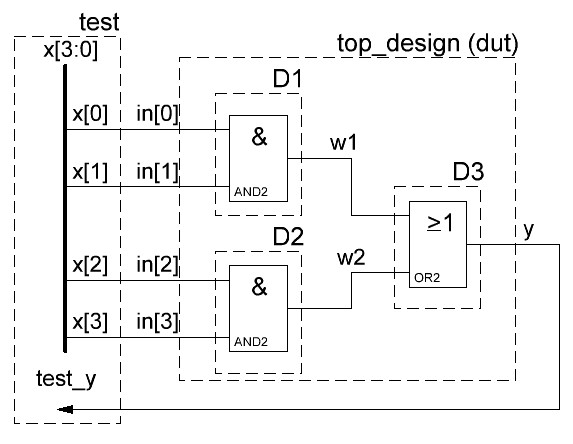 test
x[3:0]
top_design (dut)
D1
x[0] in[0]
&
w1
x[1] in[1]
AND2
D3
≥1
D2
y
x[2] in[2]
w2
&
OR2
x[3] in[3]
AND2
test_y